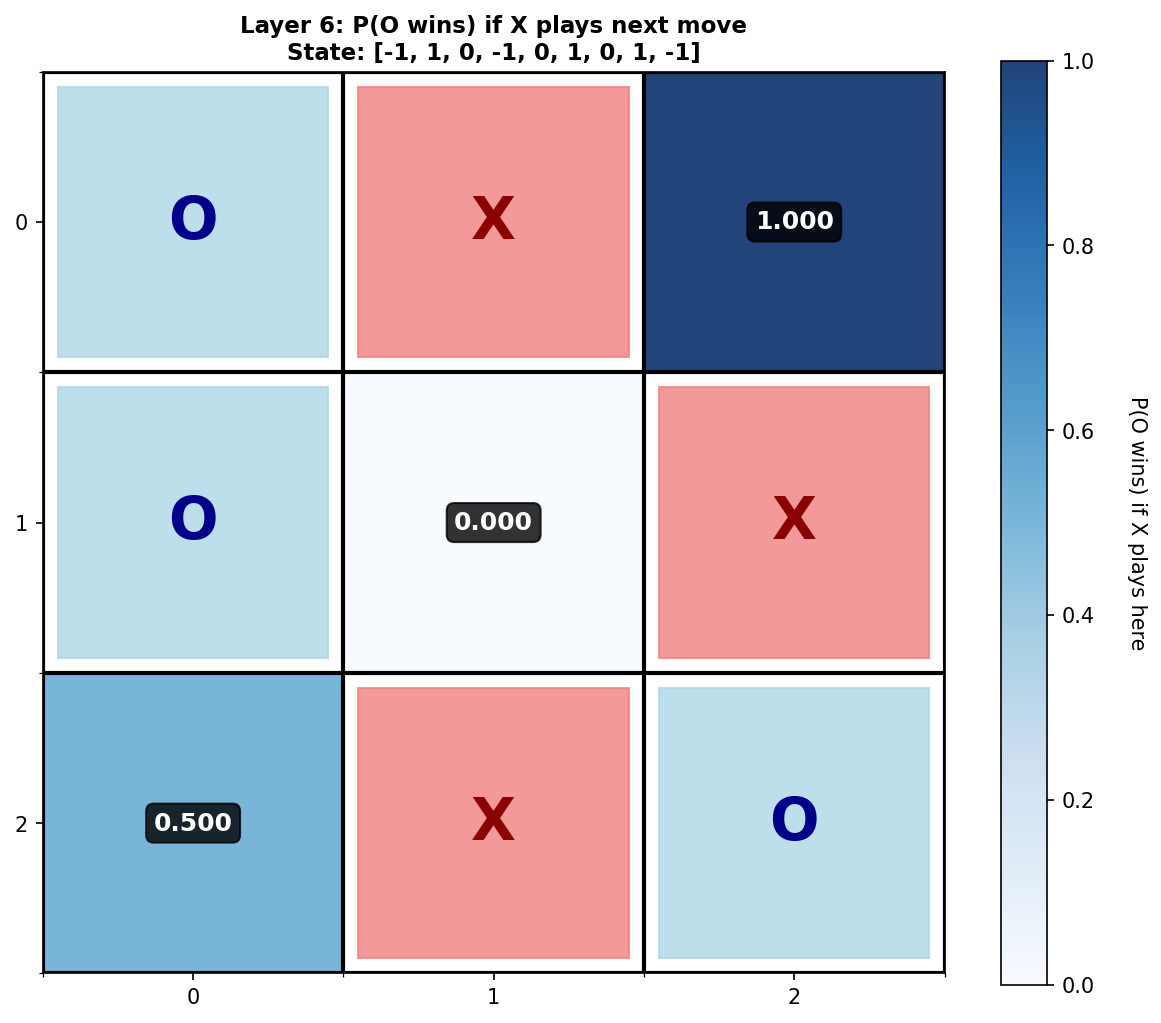 Layer 6: P(O wins) if X plays next move
State: [-1, 1, 0, -1, 0, 1, 0, 1, -1]
0
O
X
1.000
1
O
0.000
X
2
0.500
X
O
0
1
2
1.0
0.8
0.6
0.4
0.2
0.0
P(O wins) if X plays here